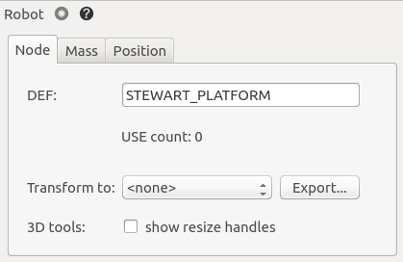 Robot
Node Mass Position
DEF: STEWART_PLATFORM
USE count: 0
Transform to: <none> Export...
3D tools: show resize handles